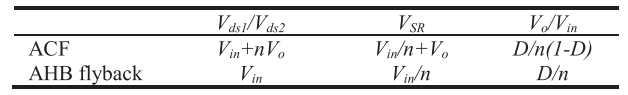 V_ds1/V_ds2 V_SR V_o/V_in
ACF V_in+nV_o V_in/n+V_o D/n(1-D)
AHB flyback V_in V_in/n D/n